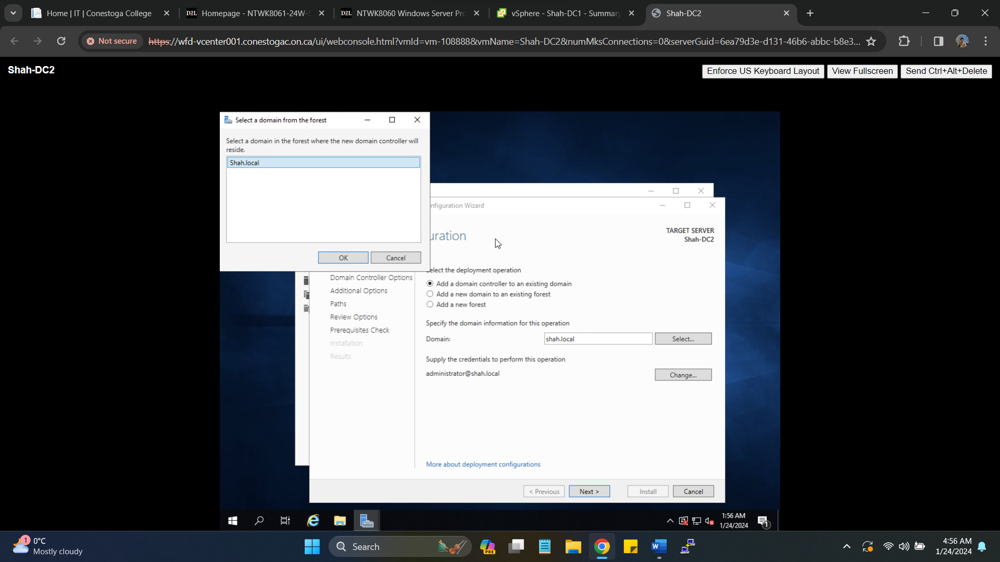 Home | IT | Conestoga College
D2L Homepage - NTWK8061-24W-S
D2L NTWK8060 Windows Server Pr
vSphere - Shah-DC1 - Summary
Shah-DC2
Not secure
https://wfd-vcenter001.conestogac.on.ca/ui/webconsole.html?vmId=vm-108888&vmName=Shah-DC2&numMksConnections=0&serverGuid=6ea79d3e-d131-46b6-abbc-b8e3...
Shah-DC2
Enforce US Keyboard Layout
View Fullscreen
Send Ctrl+Alt+Delete
Select a domain from the forest
Select a domain in the forest where the new domain controller will
reside.
Shah.local
OK
Cancel
nfiguration Wizard
uration
TARGET SERVER
Shah-DC2
Select the deployment operation
Domain Controller Options
Additional Options
Paths
Review Options
Prerequisites Check
Installation
Results
Add a domain controller to an existing domain
Add a new domain to an existing forest
Add a new forest
Specify the domain information for this operation
Domain:
shah.local
Select...
Supply the credentials to perform this operation
administrator@shah.local
Change...
More about deployment configurations
< Previous
Next >
Install
Cancel
1:56 AM
1/24/2024
1
1
0°C
Mostly cloudy
Search
PRE
W
4:56 AM
1/24/2024